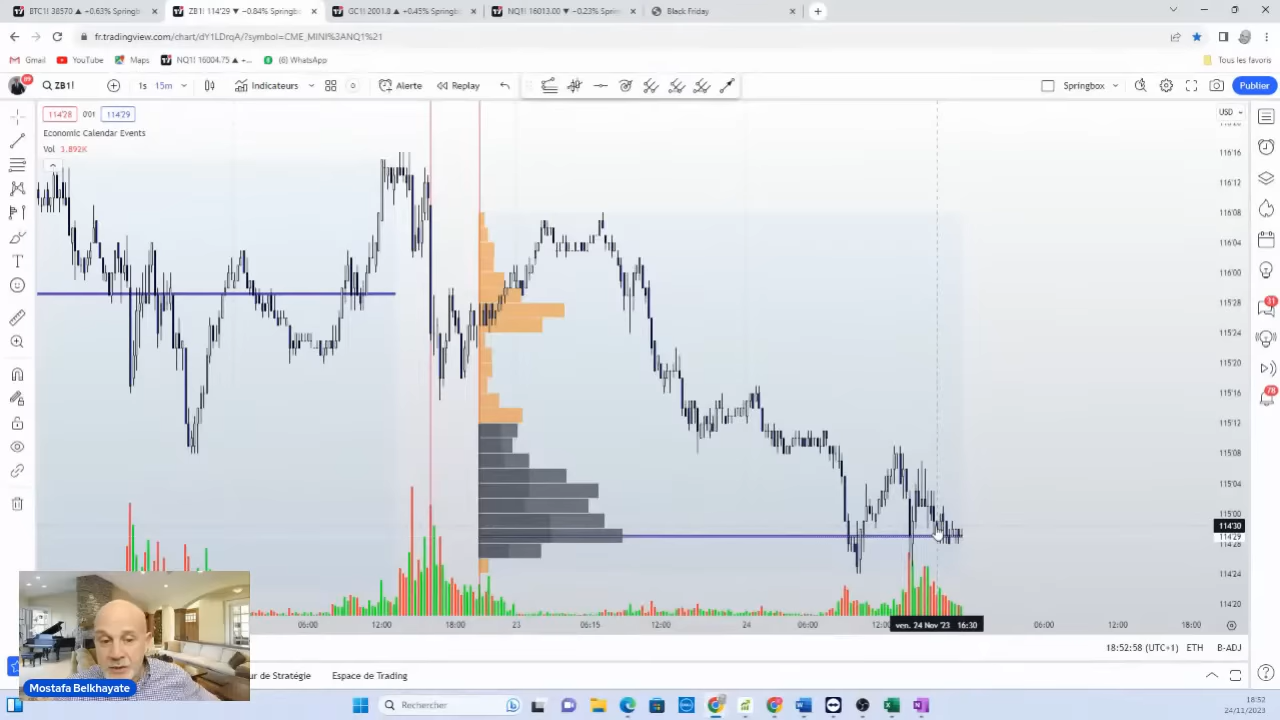 BTC1! 38570 ▲ +0.63% Springb
ZB1! 114'29 ▼ −0.84% Springb
GC1! 2001.8 ▲ +0.45% Springb
NQ1! 16013.00 ▼ −0.23% Spring
Black Friday
fr.tradingview.com/chart/dY1LDrqA/?symbol=CME_MINI%3ANQ1%21
Gmail
YouTube
Maps
NQ1! 16004.75 ▲
(6) WhatsApp
Tous les favoris
89
ZB1!
1s
15m
Indicateurs
Alerte
Replay
Springbox
Publier
114'28
0'01
114'29
Economic Calendar Events
Vol 3.892K
USD
116'16
116'12
116'08
116'04
116'00
115'28
115'24
115'20
115'16
115'12
115'08
115'04
115'00
114'30
114'29
114'28
114'24
114'20
31
78
06:00
12:00
18:00
23
06:15
12:00
24
06:00
12:0
ven. 24 Nov '23 16:30
06:00
12:00
18:00
18:52:58 (UTC+1)
ETH
B-ADJ
ur de Stratégie
Espace de Trading
Mostafa Belkhayate
Rechercher
18:52
24/11/2023